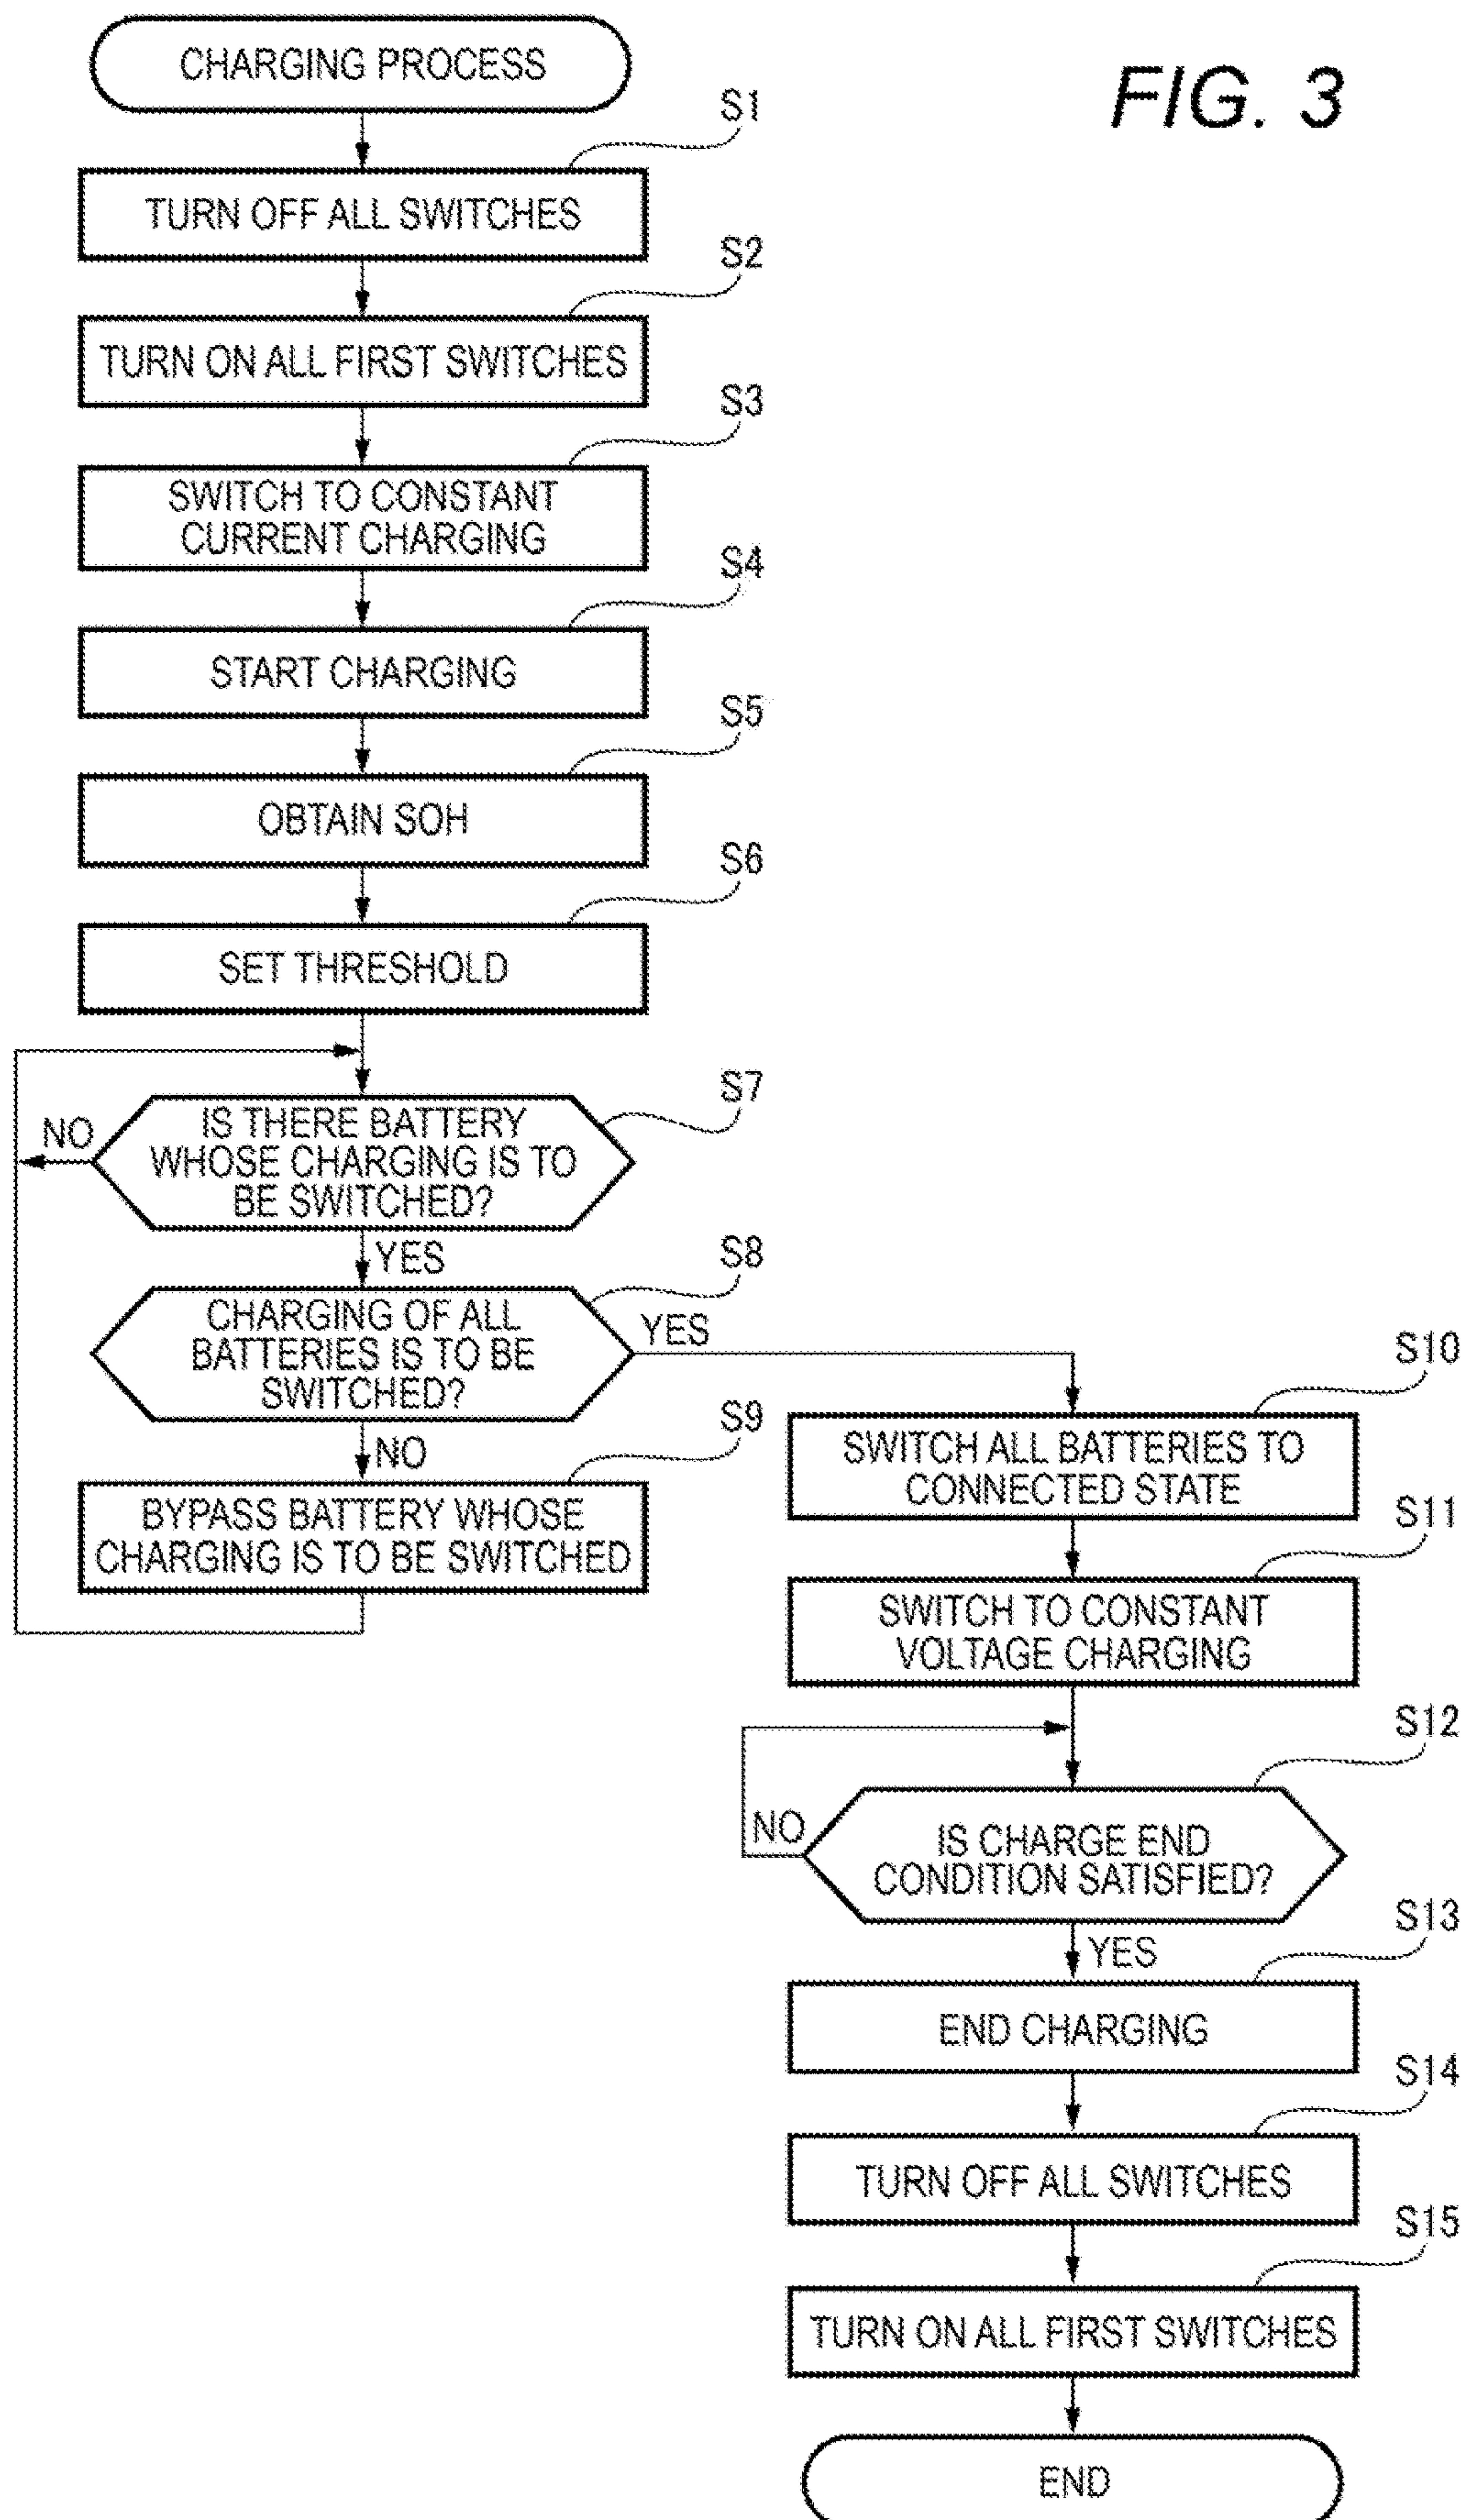 FIG. 3
CHARGING PROCESS
S1
TURN OFF ALL SWITCHES
S2
TURN ON ALL FIRST SWITCHES
S3
SWITCH TO CONSTANT
CURRENT CHARGING
S4
START CHARGING
S5
OBTAIN SOH
S6
SET THRESHOLD
S7
IS THERE BATTERY
WHOSE CHARGING IS TO
BE SWITCHED?
NO
YES
S8
CHARGING OF ALL
BATTERIES IS TO BE
SWITCHED?
YES
NO
S9
BYPASS BATTERY WHOSE
CHARGING IS TO BE SWITCHED
S10
SWITCH ALL BATTERIES TO
CONNECTED STATE
S11
SWITCH TO CONSTANT
VOLTAGE CHARGING
S12
IS CHARGE END
CONDITION SATISFIED?
NO
YES
S13
END CHARGING
S14
TURN OFF ALL SWITCHES
S15
TURN ON ALL FIRST SWITCHES
END